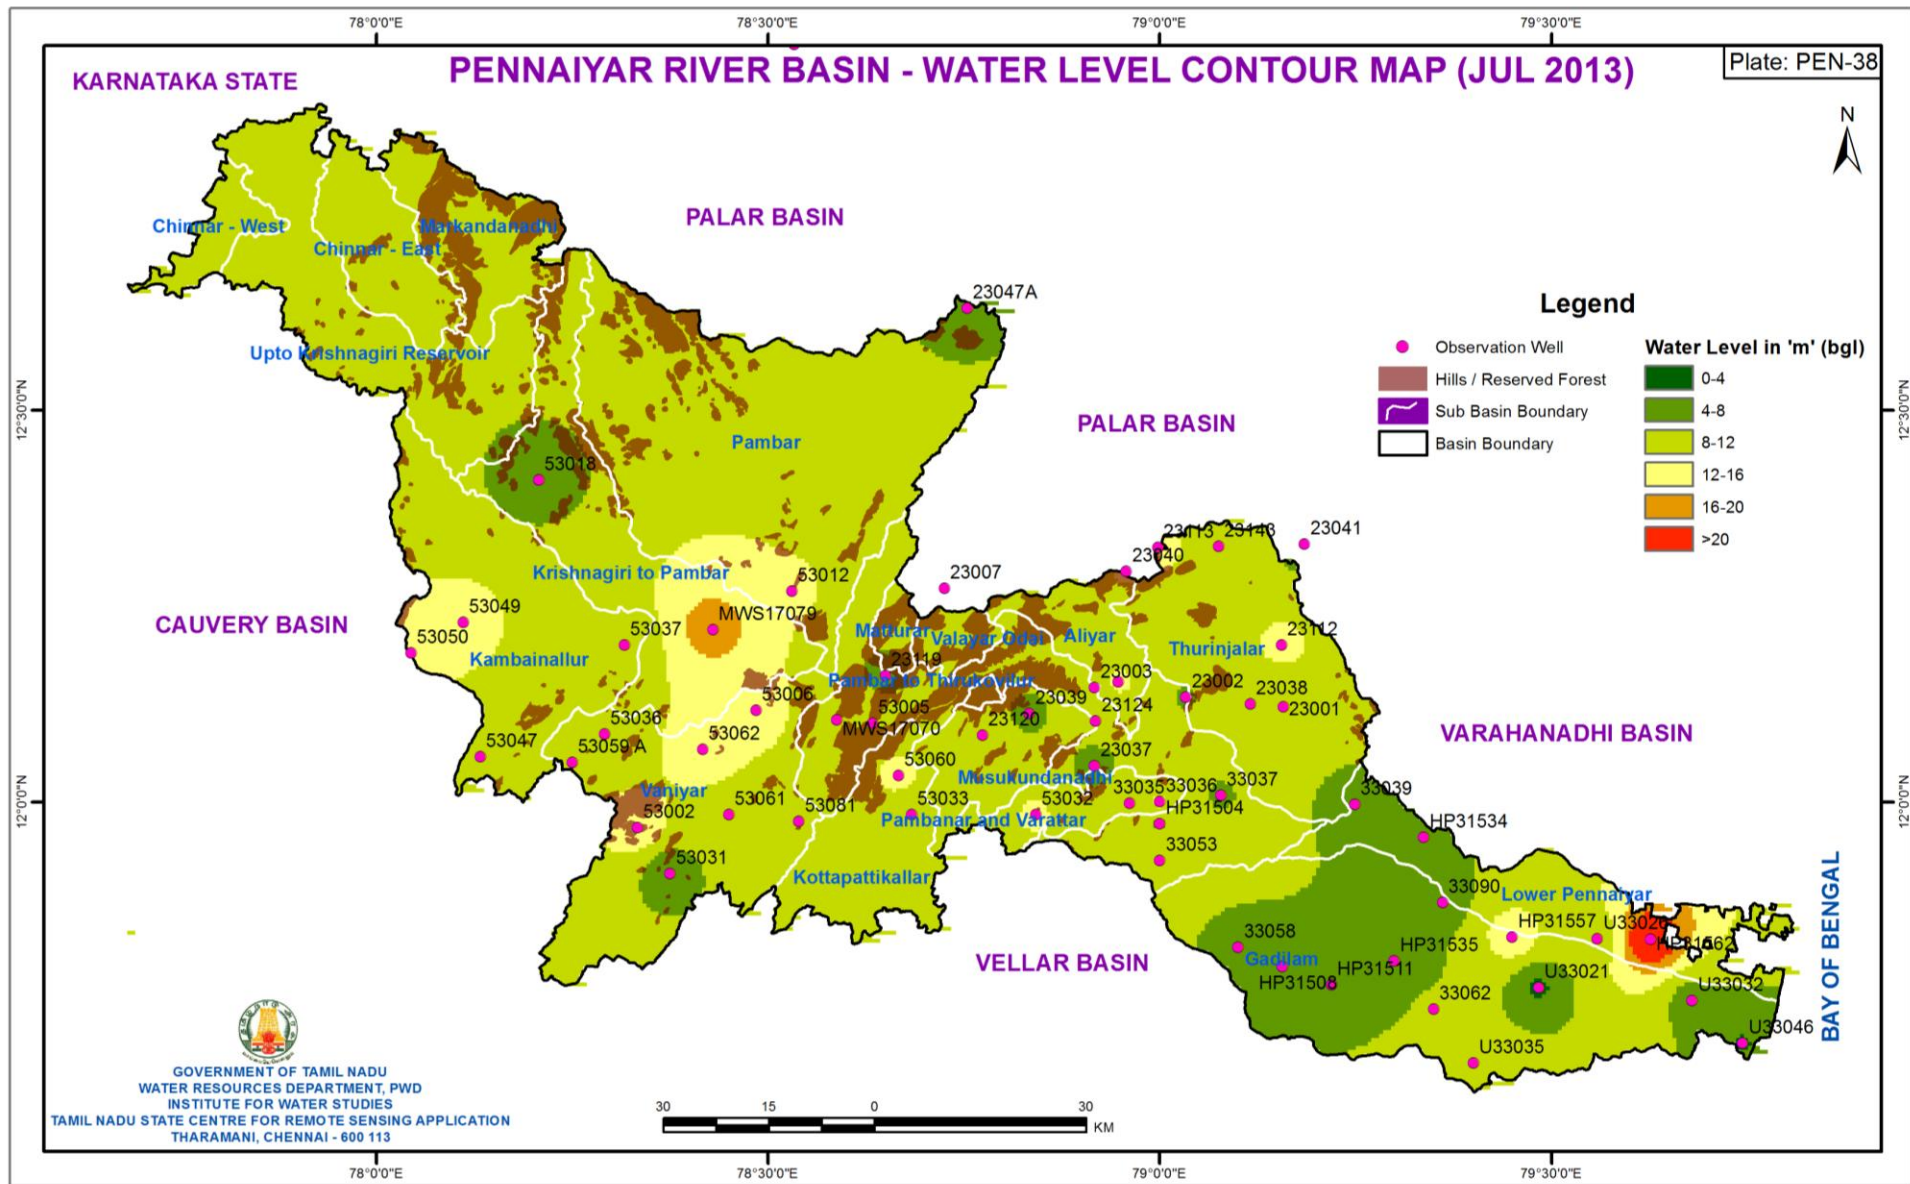 78°0'0"E
78°30'0"E
79°0'0"E
79°30'0"E
PENNAIYAR RIVER BASIN - WATER LEVEL CONTOUR MAP (JUL 2013)
Plate: PEN-38
KARNATAKA STATE
N
PALAR BASIN
Chinnar - West
Chinnar - East
Markandanadhi
23047A
Legend
Observation Well
Hills / Reserved Forest
Sub Basin Boundary
Basin Boundary
Water Level in 'm' (bgl)
0-4
4-8
8-12
12-16
16-20
>20
Upto Krishnagiri Reservoir
12°30'0"N
12°30'0"N
PALAR BASIN
Pambar
53018
23113
23143
23041
23040
Krishnagiri to Pambar
53012
23007
CAUVERY BASIN
53049
MWS17079
53050
53037
Kambainallur
Matturar
Valayar Odai
Aliyar
Thurinjalar
23112
23119
Pambar to Thirukovilur
23003
23002
23038
23001
53006
53005
MWS17070
23039
23124
23120
53036
53062
53047
53059 A
VARAHANADHI BASIN
23037
53060
Musukundanadhi
Vaniyar
53002
53061
53081
53033
53032
33035
33036
33037
HP31504
33039
12°0'0"N
12°0'0"N
Pambanar and Varattar
HP31534
53031
33053
Kottapattikallar
33090
Lower Pennaiyar
HP31557
U33026
HP31562
33058
Gadilam
HP31535
HP31508
HP31511
U33021
33062
U33032
U33046
U33035
VELLAR BASIN
BAY OF BENGAL
GOVERNMENT OF TAMIL NADU
WATER RESOURCES DEPARTMENT, PWD
INSTITUTE FOR WATER STUDIES
TAMIL NADU STATE CENTRE FOR REMOTE SENSING APPLICATION
THARAMANI, CHENNAI - 600 113
30
15
0
30
KM
78°0'0"E
78°30'0"E
79°0'0"E
79°30'0"E